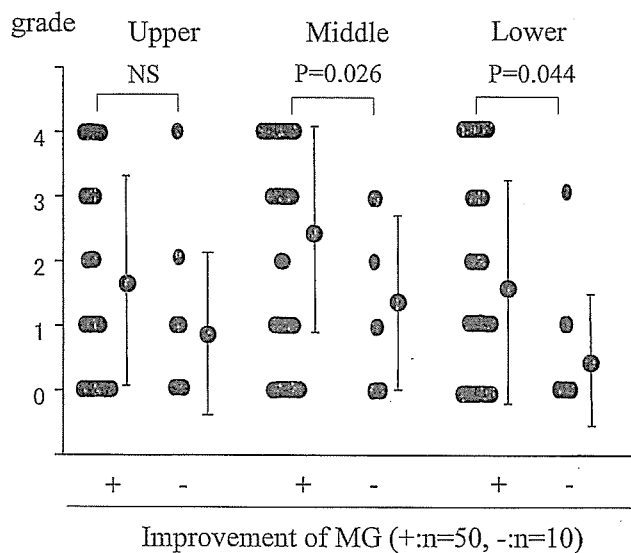 grade
Upper Middle Lower
NS P=0.026 P=0.044
4
3
2
1
0
+ - + - + -
Improvement of MG (+:n=50, -:n=10)